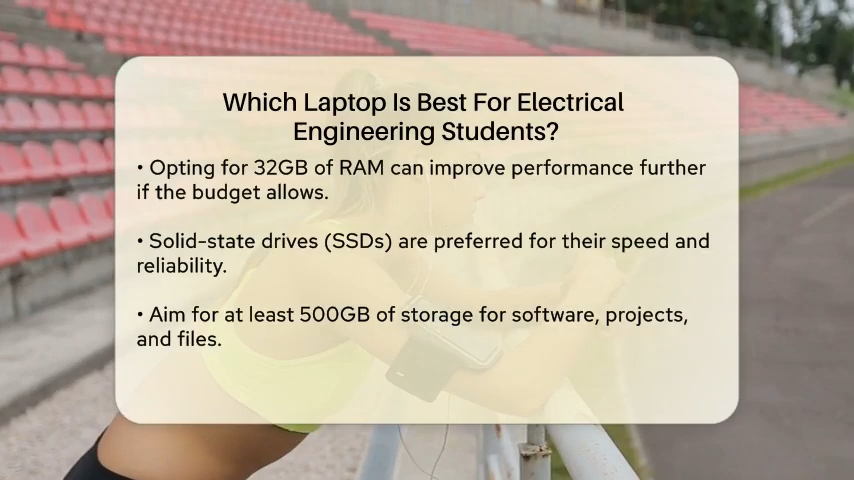 Which Laptop Is Best For Electrical
Engineering Students?
• Opting for 32GB of RAM can improve performance further
if the budget allows.
• Solid-state drives (SSDs) are preferred for their speed and
reliability.
• Aim for at least 500GB of storage for software, projects,
and files.